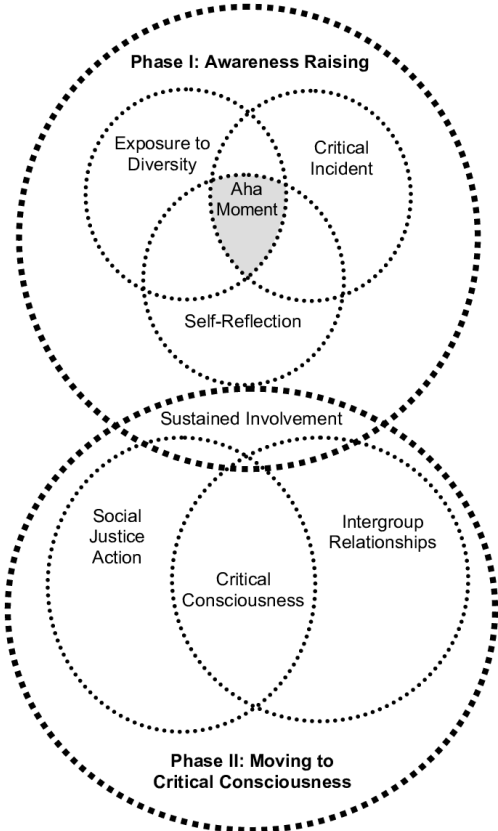 Phase I: Awareness Raising
Exposure to
Diversity
Critical
Incident
Aha
Moment
Self-Reflection
Sustained Involvement
Social
Justice
Action
Intergroup
Relationships
Critical
Consciousness
Phase II: Moving to
Critical Consciousness